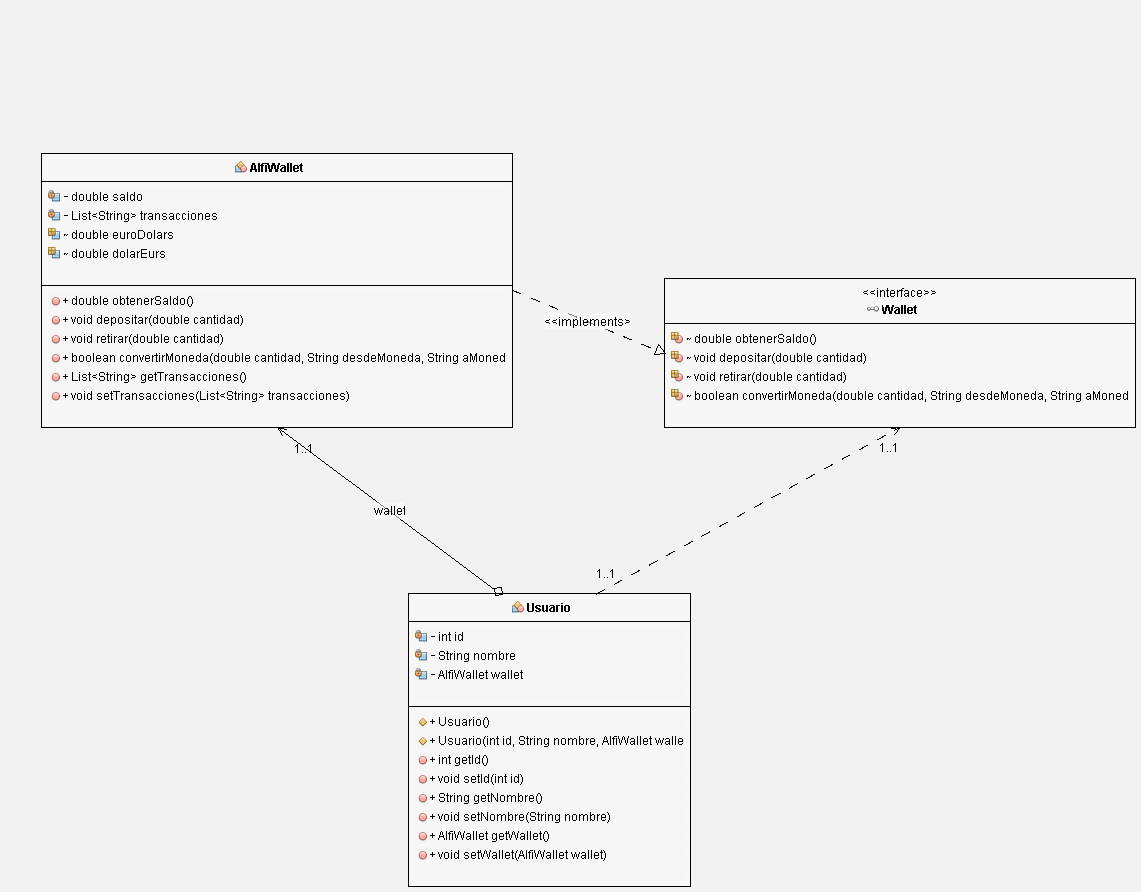 AlfiWallet
- double saldo
- List<String> transacciones
~ double euroDolars
~ double dolarEurs
+ double obtenerSaldo()
+ void depositar(double cantidad)
+ void retirar(double cantidad)
+ boolean convertirMoneda(double cantidad, String desdeMoneda, String aMoned
+ List<String> getTransacciones()
+ void setTransacciones(List<String> transacciones)
<<implements>>
<<interface>>
Wallet
~ double obtenerSaldo()
~ void depositar(double cantidad)
~ void retirar(double cantidad)
~ boolean convertirMoneda(double cantidad, String desdeMoneda, String aMoned
1..1
1..1
wallet
1..1
Usuario
- int id
- String nombre
- AlfiWallet wallet
+ Usuario()
+ Usuario(int id, String nombre, AlfiWallet walle
+ int getId()
+ void setId(int id)
+ String getNombre()
+ void setNombre(String nombre)
+ AlfiWallet getWallet()
+ void setWallet(AlfiWallet wallet)